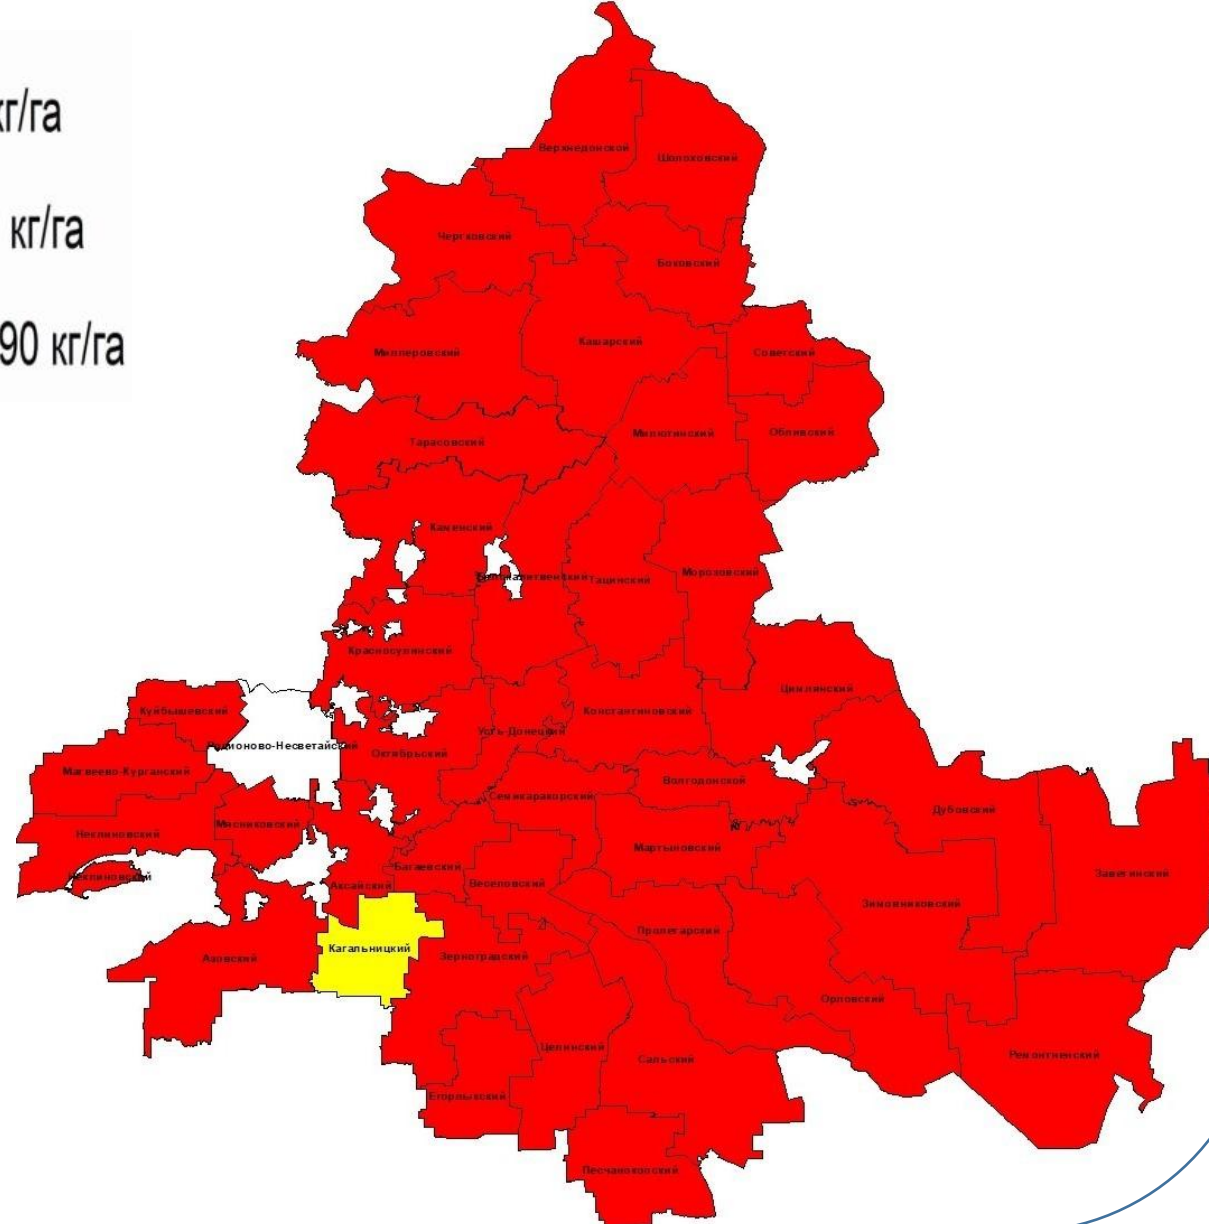 кг/га
кг/га
90 кг/га
Верхнедонской
Шолоховский
Чертковский
Боковский
Кашарский
Миллеровский
Советский
Тарасовский
Милютинский
Обливский
Каменский
Белокалитвенский
Тацинский
Морозовский
Красносулинский
Цимлянский
Куйбышевский
Константиновский
Усть-Донецкий
Родионово-Несветайский
Октябрьский
Матвеево-Курганский
Волгодонской
Семикаракорский
Дубовский
Мясниковский
Неклиновский
Мартыновский
Багаевский
Неклиновский
Аксайский
Веселовский
Заветинский
Зимовниковский
Пролетарский
Кагальницкий
Зерноградский
Азовский
Орловский
Целинский
Сальский
Ремонтненский
Егорлыкский
Песчанокопский